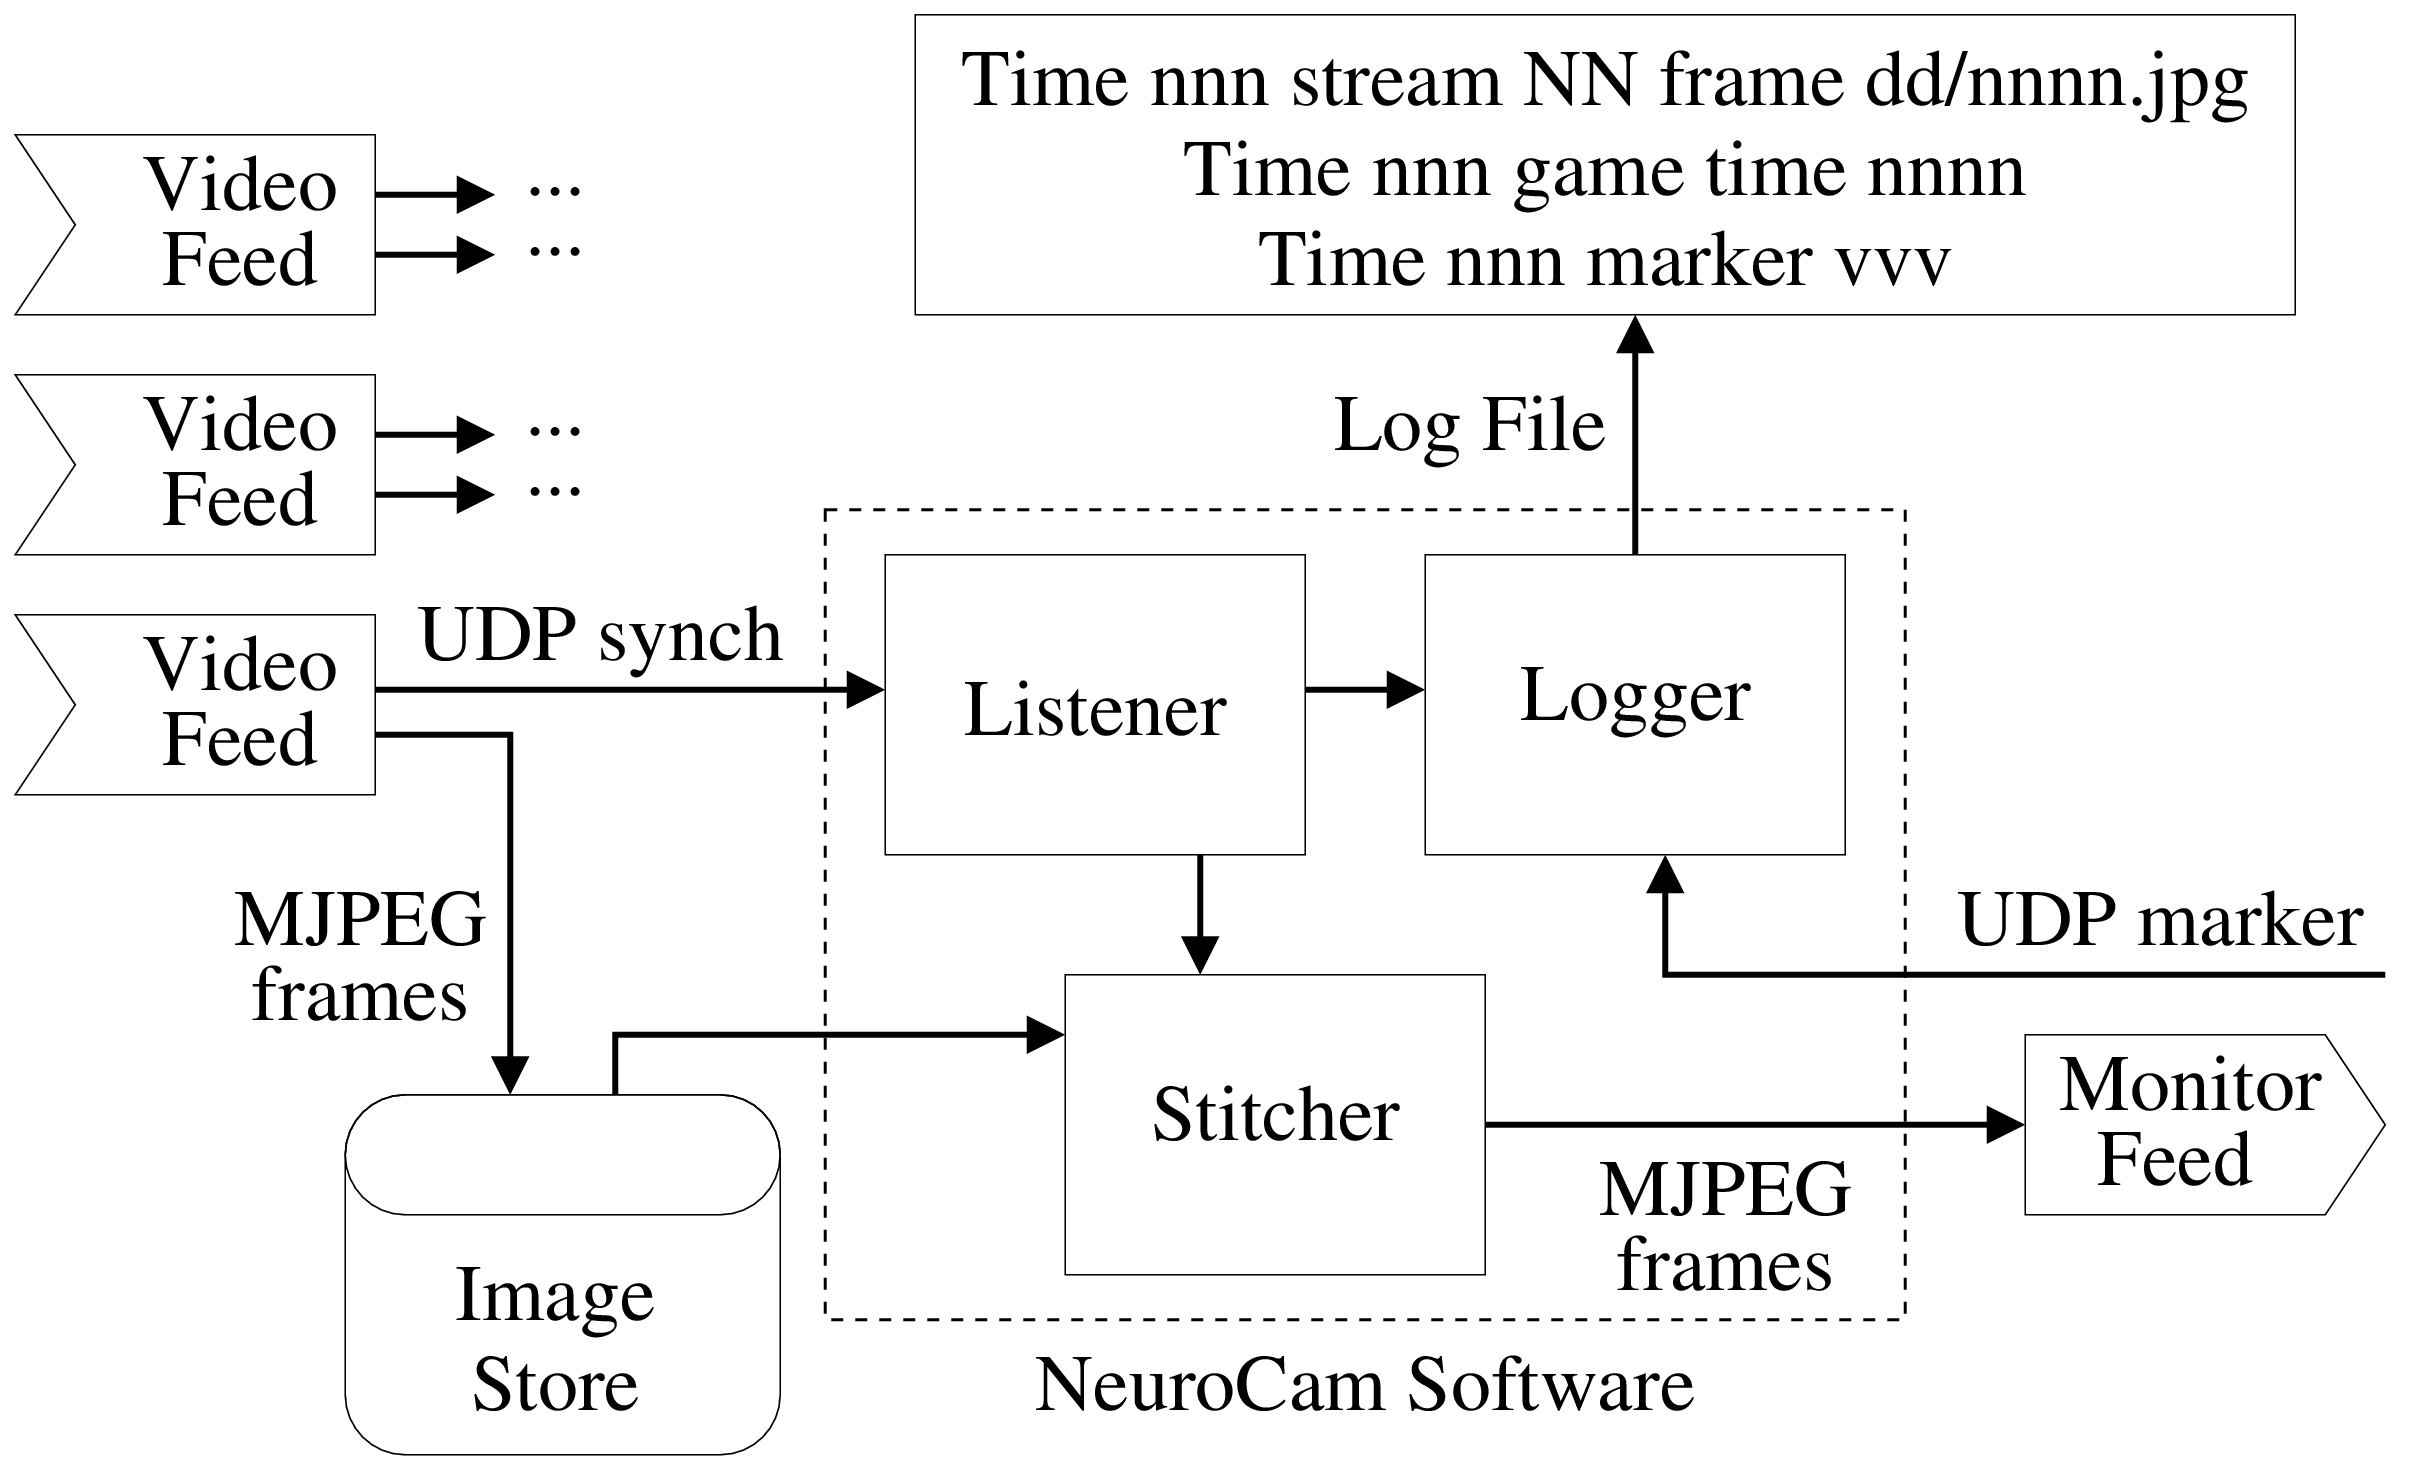 Time nnn stream NN frame dd/nnnn.jpg
Time nnn game time nnnn
Time nnn marker vvv
Video
Feed
...
...
Video
Feed
...
...
Log File
Video
Feed
UDP synch
Listener
Logger
MJPEG
frames
UDP marker
Stitcher
Monitor
Feed
MJPEG
frames
Image
Store
NeuroCam Software